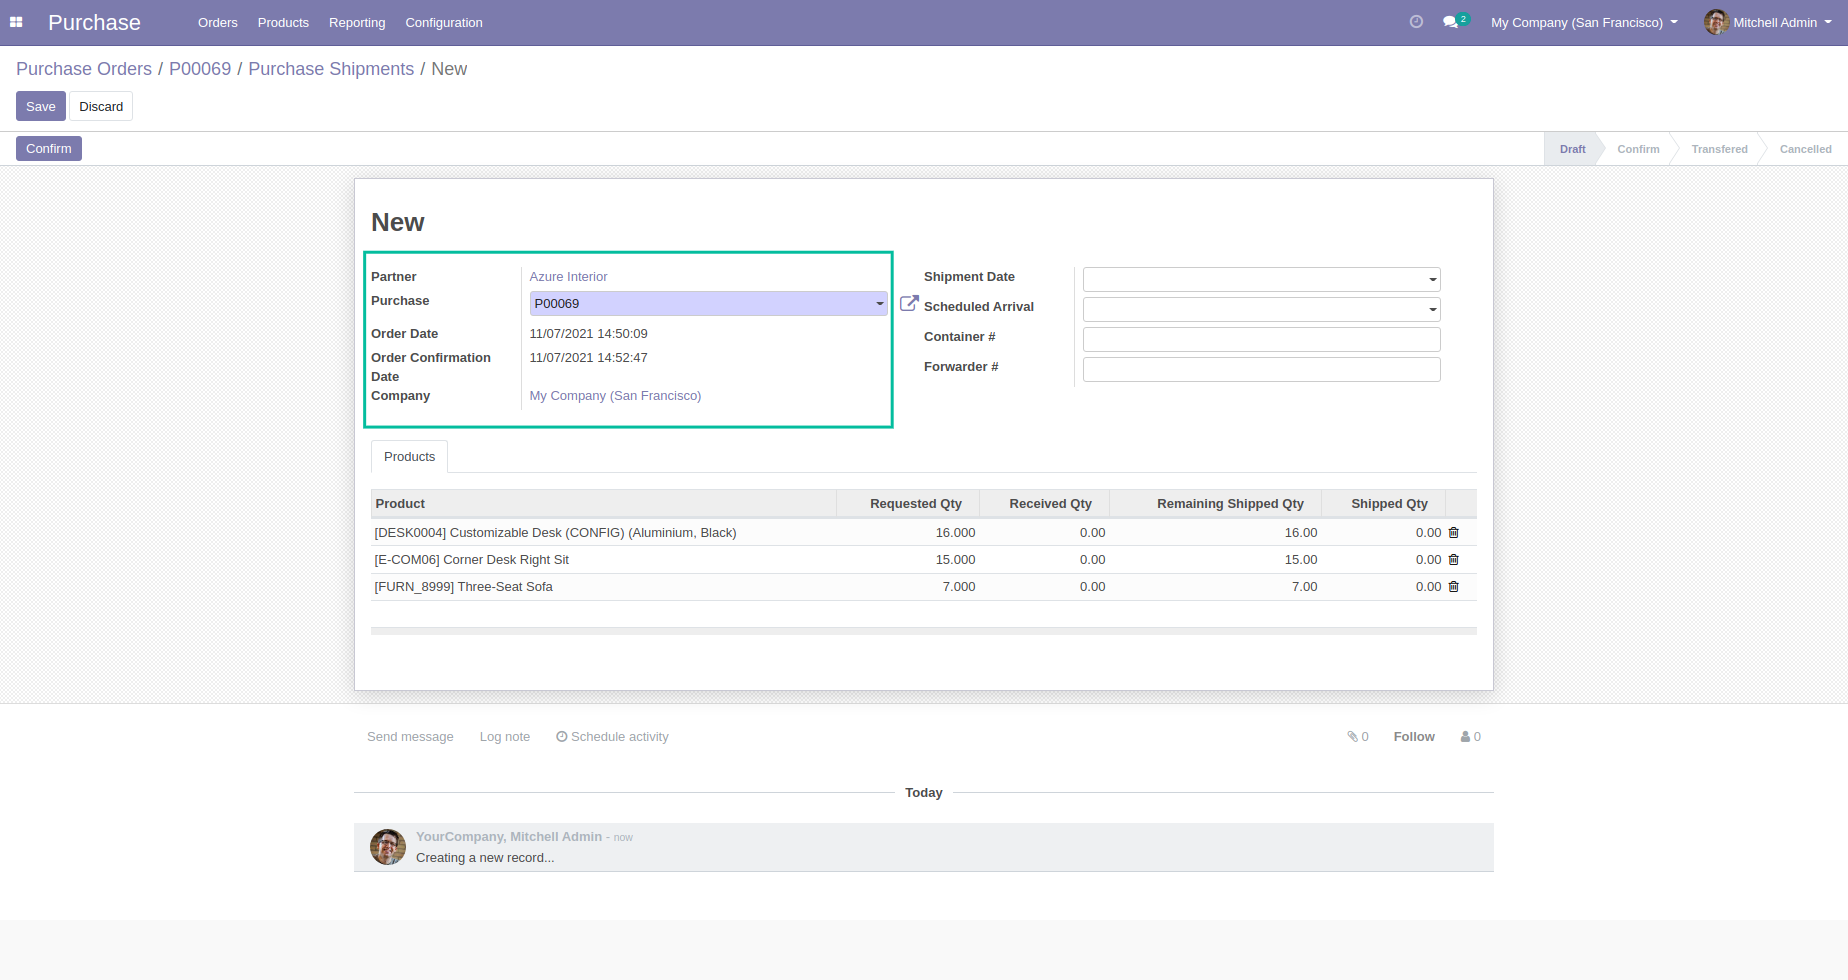 Purchase Orders Products Reporting Configuration 2 My Company (San Francisco) Mitchell Admin
Purchase Orders / P00069 / Purchase Shipments / New
Save Discard
Confirm Draft Confirm Transfered Cancelled
New
Partner Azure Interior
Purchase P00069
Order Date 11/07/2021 14:50:09
Order Confirmation 11/07/2021 14:52:47
Date
Company My Company (San Francisco)
Shipment Date
Scheduled Arrival
Container #
Forwarder #
Products
Product Requested Qty Received Qty Remaining Shipped Qty Shipped Qty
[DESK0004] Customizable Desk (CONFIG) (Aluminium, Black) 16.000 0.00 16.00 0.00
[E-COM06] Corner Desk Right Sit 15.000 0.00 15.00 0.00
[FURN_8999] Three-Seat Sofa 7.000 0.00 7.00 0.00
Send message Log note Schedule activity 0 Follow 0
Today
YourCompany, Mitchell Admin - now
Creating a new record...